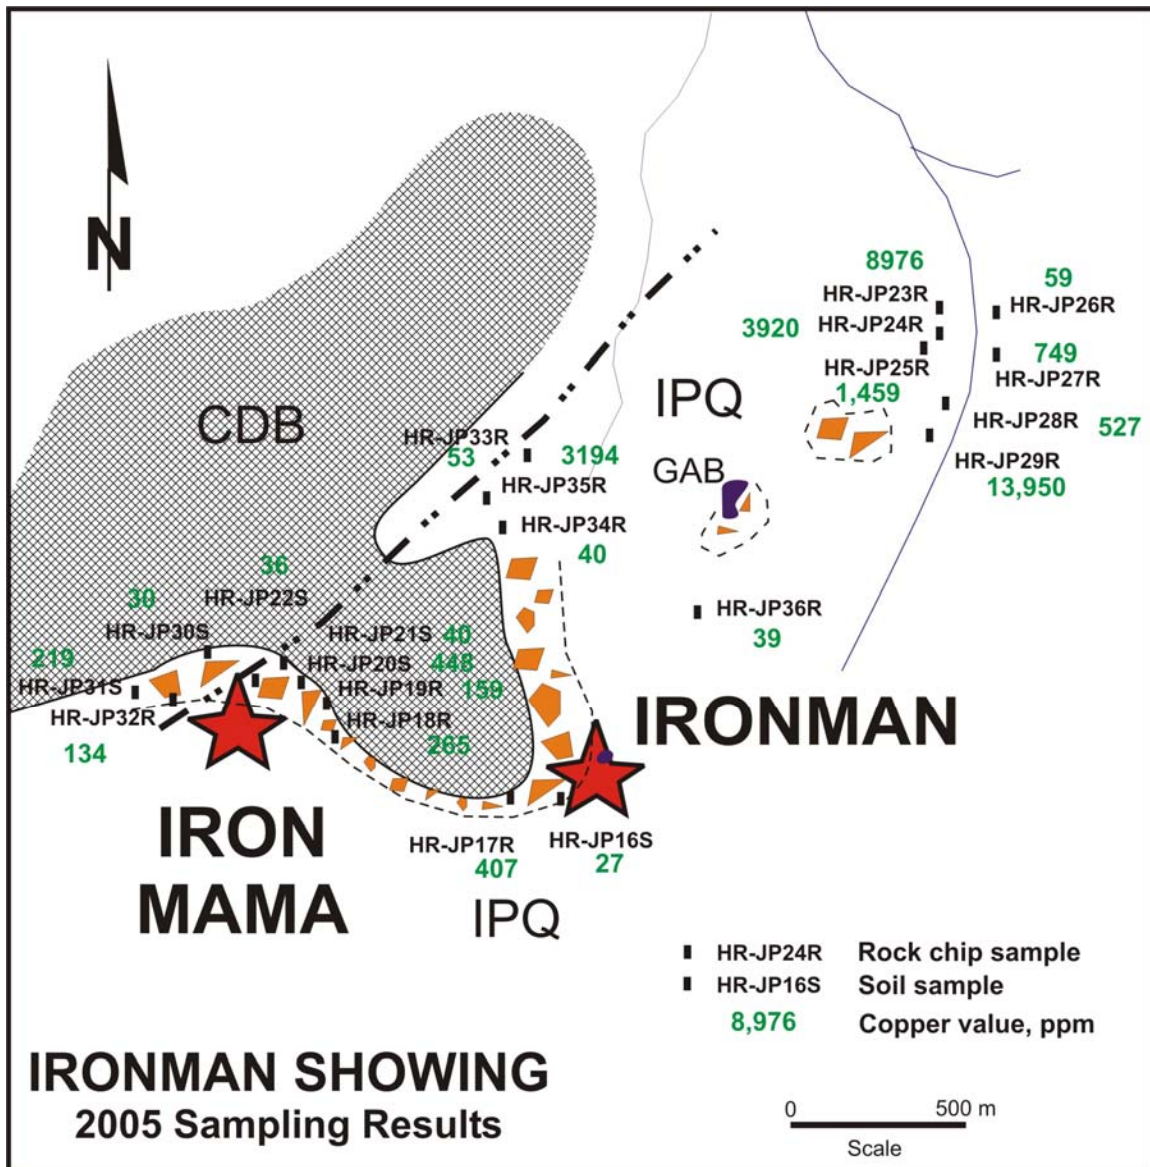 N
8976
HR-JP23R
59
HR-JP26R
3920
HR-JP24R
HR-JP25R
749
HR-JP27R
1,459
IPQ
CDB
HR-JP28R
527
HR-JP33R
53
3194
HR-JP29R
13,950
GAB
HR-JP35R
HR-JP34R
40
36
HR-JP22S
30
HR-JP30S
HR-JP36R
39
HR-JP21S 40
219
HR-JP20S 448
HR-JP31S
HR-JP19R 159
HR-JP32R
HR-JP18R
134
265
IRONMAN
IRON
MAMA
HR-JP17R
407
HR-JP16S
27
IPQ
HR-JP24R Rock chip sample
HR-JP16S Soil sample
8,976 Copper value, ppm
IRONMAN SHOWING
2005 Sampling Results
0 500 m
Scale